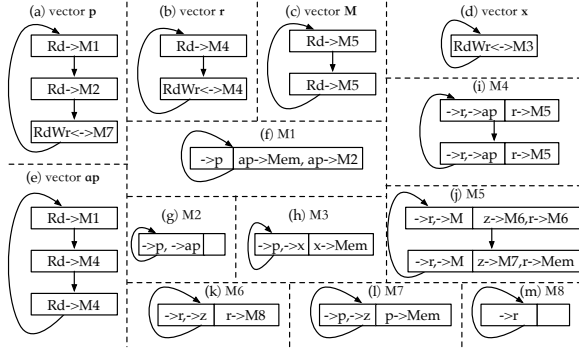 (a) vector p
Rd->M1
Rd->M2
RdWr<->M7
(b) vector r
Rd->M4
RdWr<->M4
(c) vector M
Rd->M5
Rd->M5
(d) vector x
RdWr<->M3
(e) vector ap
Rd->M1
Rd->M4
Rd->M4
(f) M1
->p ap->Mem, ap->M2
(g) M2
->p, ->ap
(h) M3
->p,->x x->Mem
(i) M4
->r,->ap r->M5
->r,->ap r->M5
(j) M5
->r,->M z->M6,r->M6
->r,->M z->M7,r->Mem
(k) M6
->r,->z r->M8
(l) M7
->p,->z p->Mem
(m) M8
->r